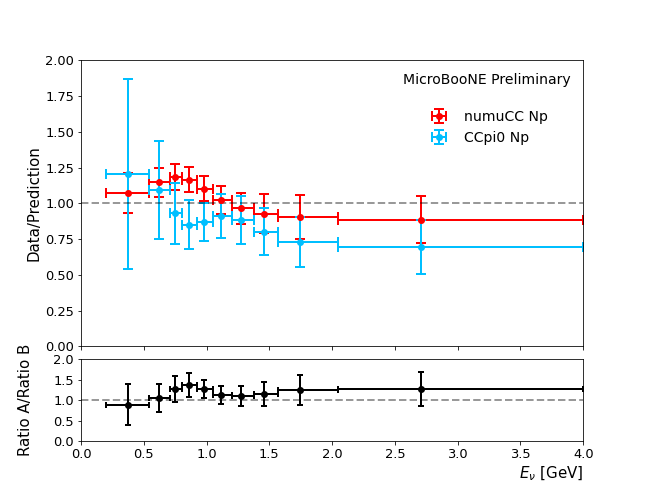 2.00
1.75
1.50
1.25
1.00
0.75
0.50
0.25
0.00
Data/Prediction
MicroBooNE Preliminary
numuCC Np
CCpi0 Np
2.0
1.5
1.0
0.5
0.0
Ratio A/Ratio B
0.0 0.5 1.0 1.5 2.0 2.5 3.0 3.5 4.0
Eν [GeV]